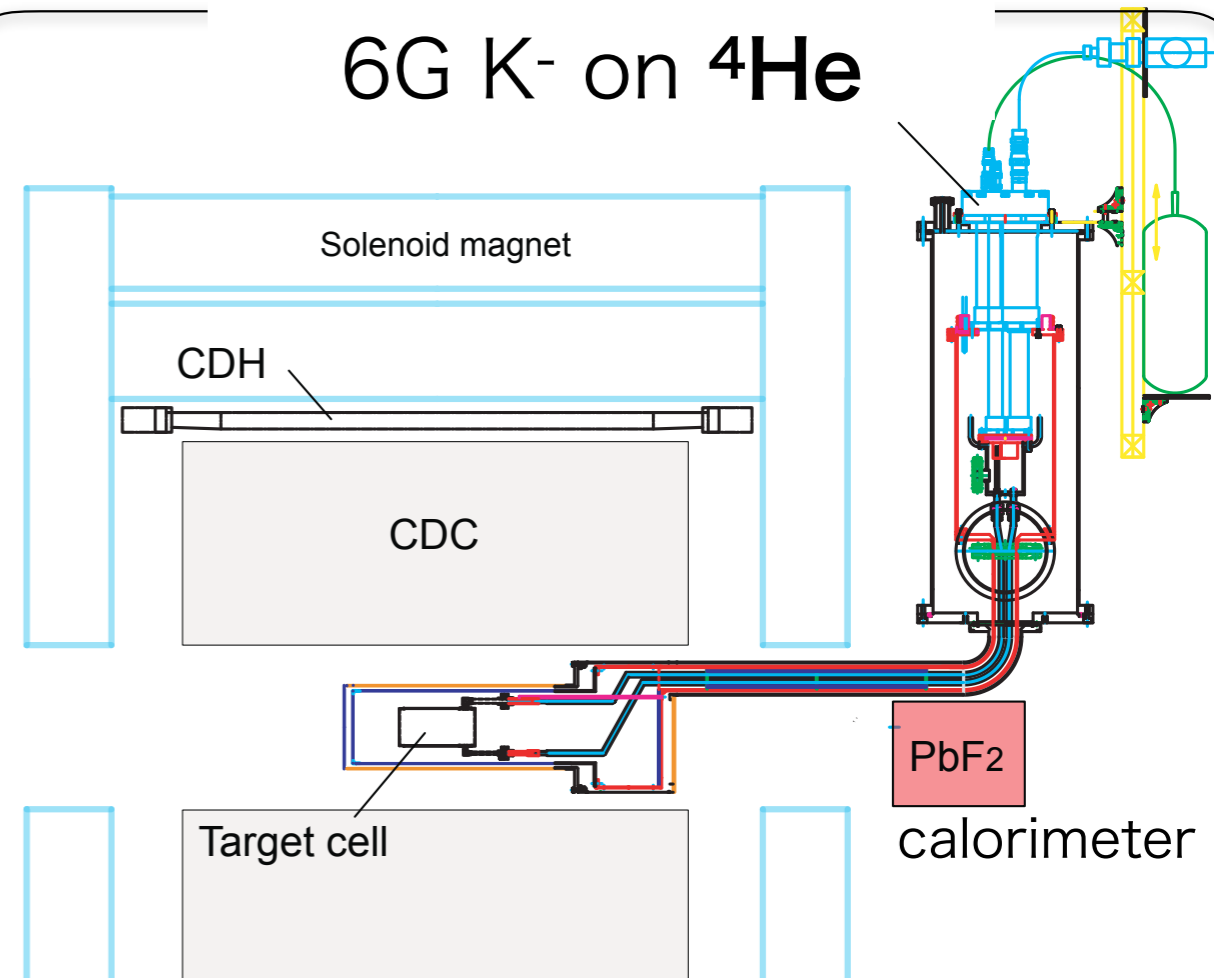 6G K- on ⁴He
Solenoid magnet
CDH
CDC
PbF2
Target cell
calorimeter